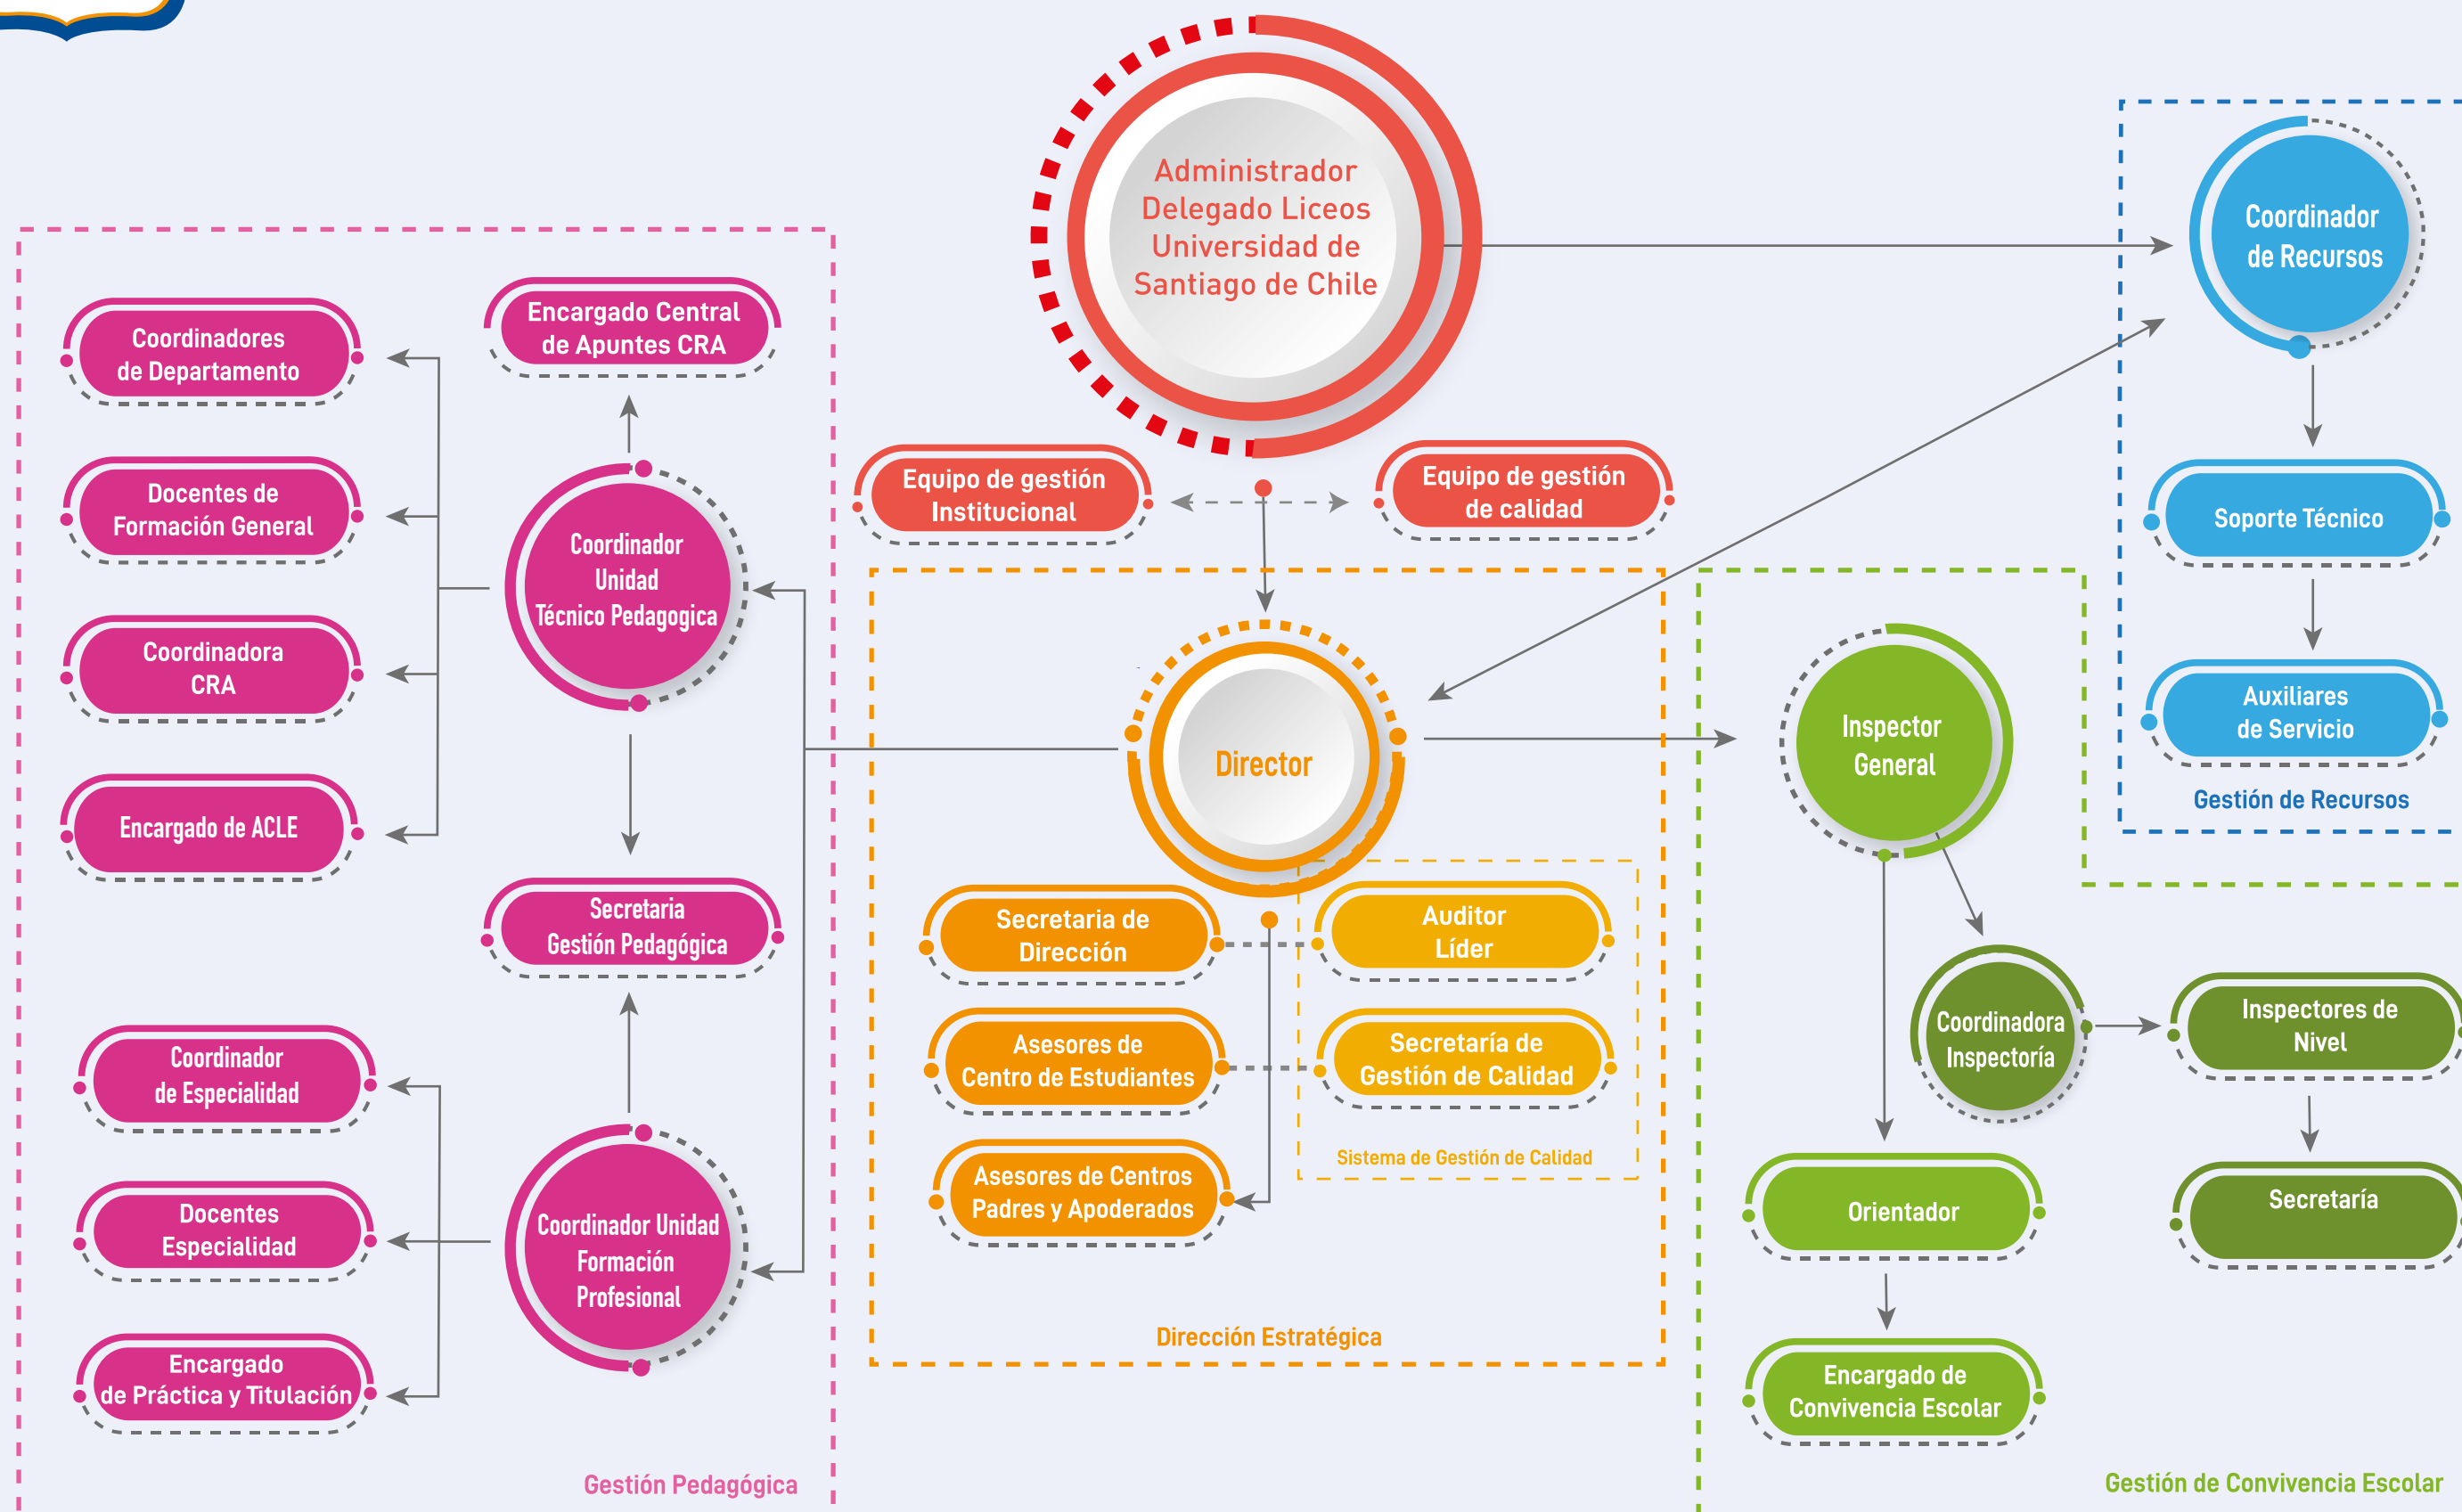 Administrador
Delegado Liceos
Universidad de
Santiago de Chile
Coordinador
de Recursos
Soporte Técnico
Auxiliares
de Servicio
Gestión de Recursos
Equipo de gestión
Institucional
Equipo de gestión
de calidad
Coordinadores
de Departamento
Encargado Central
de Apuntes CRA
Docentes de
Formación General
Coordinador
Unidad
Técnico Pedagogica
Coordinadora
CRA
Encargado de ACLE
Secretaria
Gestión Pedagógica
Coordinador
de Especialidad
Docentes
Especialidad
Coordinador Unidad
Formación
Profesional
Encargado
de Práctica y Titulación
Gestión Pedagógica
Director
Secretaria de
Dirección
Auditor
Líder
Asesores de
Centro de Estudiantes
Secretaría de
Gestión de Calidad
Asesores de Centros
Padres y Apoderados
Sistema de Gestión de Calidad
Dirección Estratégica
Inspector
General
Coordinadora
Inspectoría
Inspectores de
Nivel
Secretaría
Orientador
Encargado de
Convivencia Escolar
Gestión de Convivencia Escolar